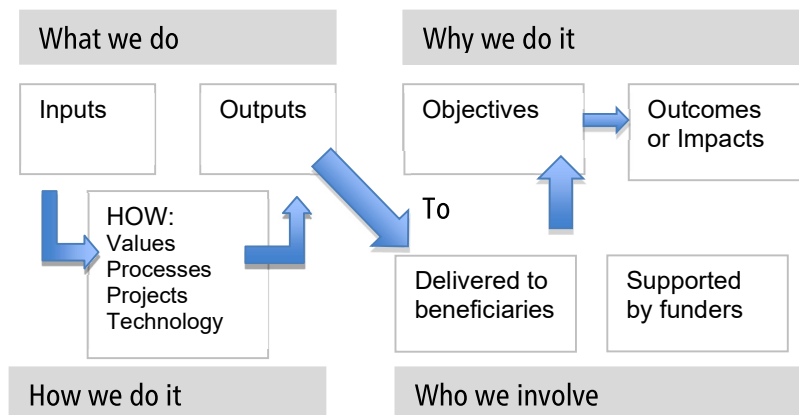 What we do
Why we do it
Inputs
Outputs
Objectives
Outcomes
or Impacts
HOW:
Values
Processes
Projects
Technology
To
Delivered to
beneficiaries
Supported
by funders
How we do it
Who we involve